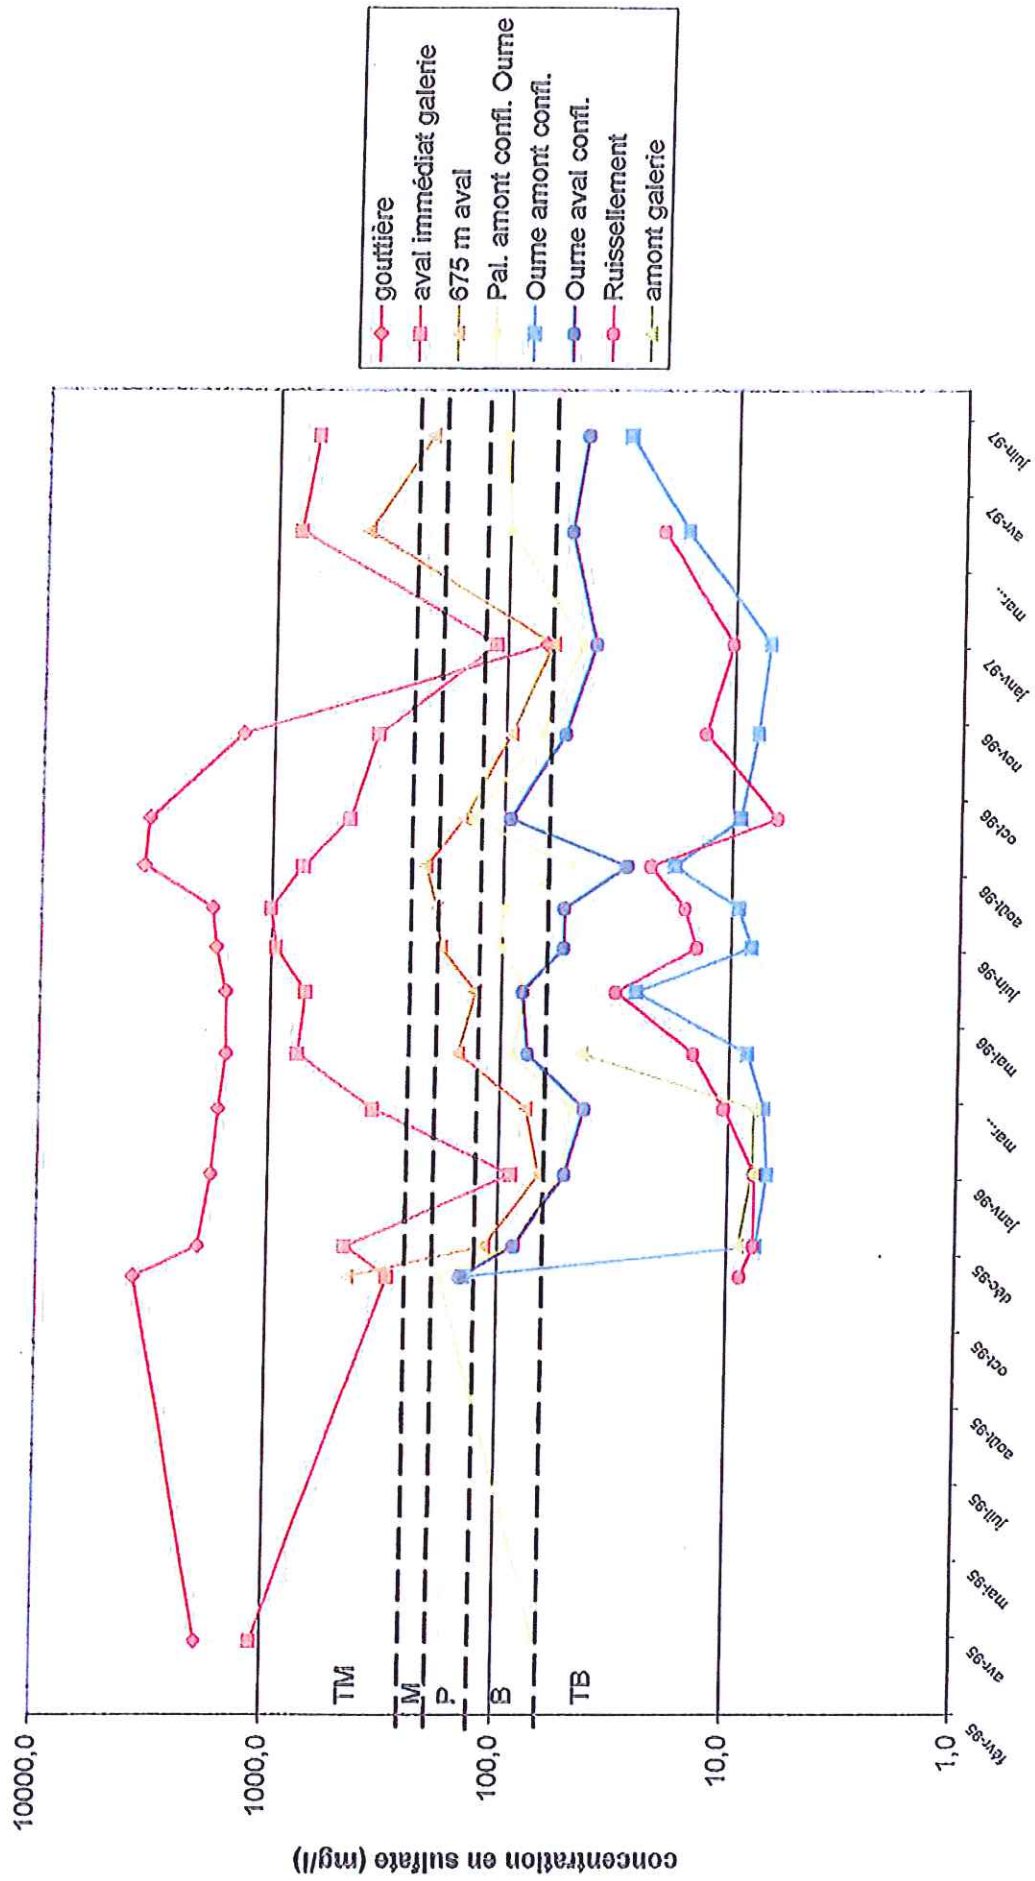 concentration en sulfate (mg/l)
10000,0
1000,0
100,0
10,0
1,0
TM
M
P
B
TB
févr-95
avr-95
mai-95
juil-95
août-95
oct-95
déc-95
janv-96
mar...
mai-96
juin-96
août-96
oct-96
nov-96
janv-97
mar...
avr-97
juin-97
gouttière
aval immédiat galerie
675 m aval
Pal. amont confl. Oume
Oume amont confl.
Oume aval confl.
Ruissellement
amont galerie